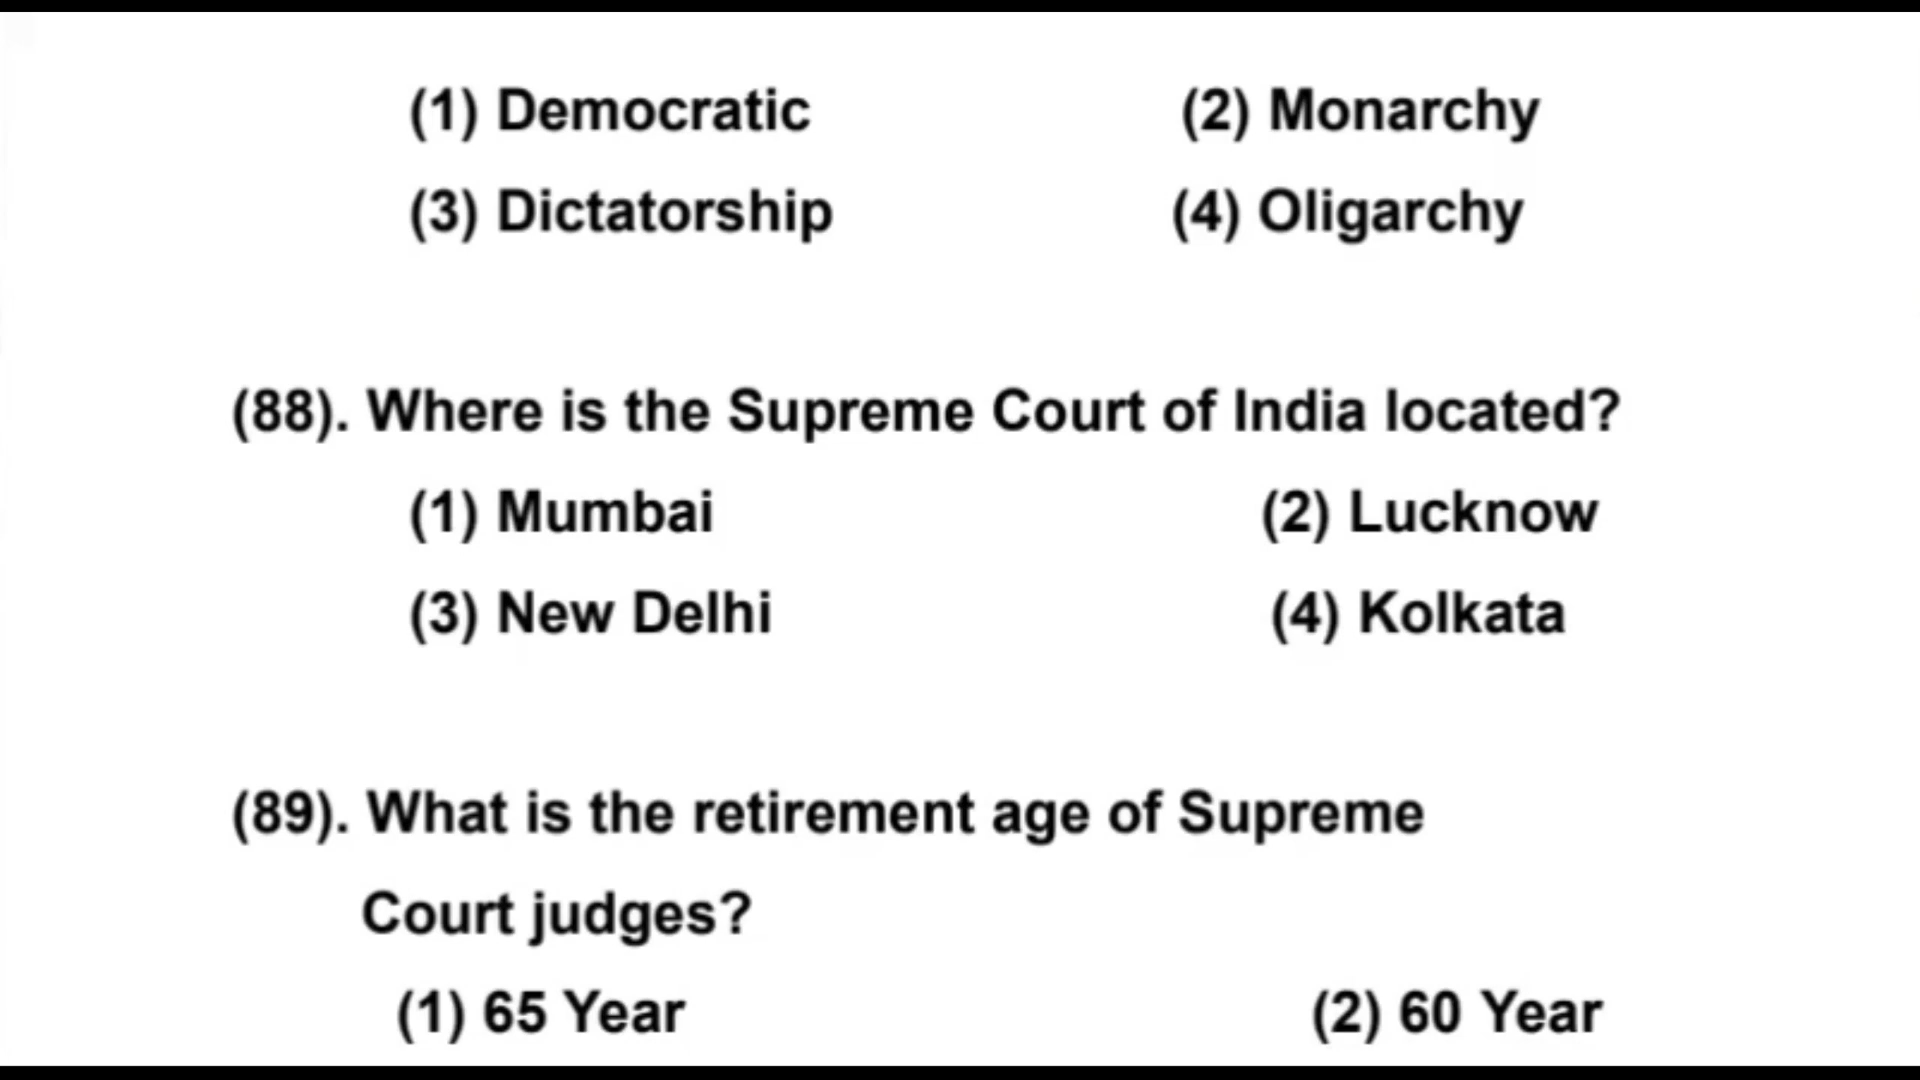 (1) Democratic (2) Monarchy
(3) Dictatorship (4) Oligarchy
(88). Where is the Supreme Court of India located?
(1) Mumbai (2) Lucknow
(3) New Delhi (4) Kolkata
(89). What is the retirement age of Supreme
Court judges?
(1) 65 Year (2) 60 Year